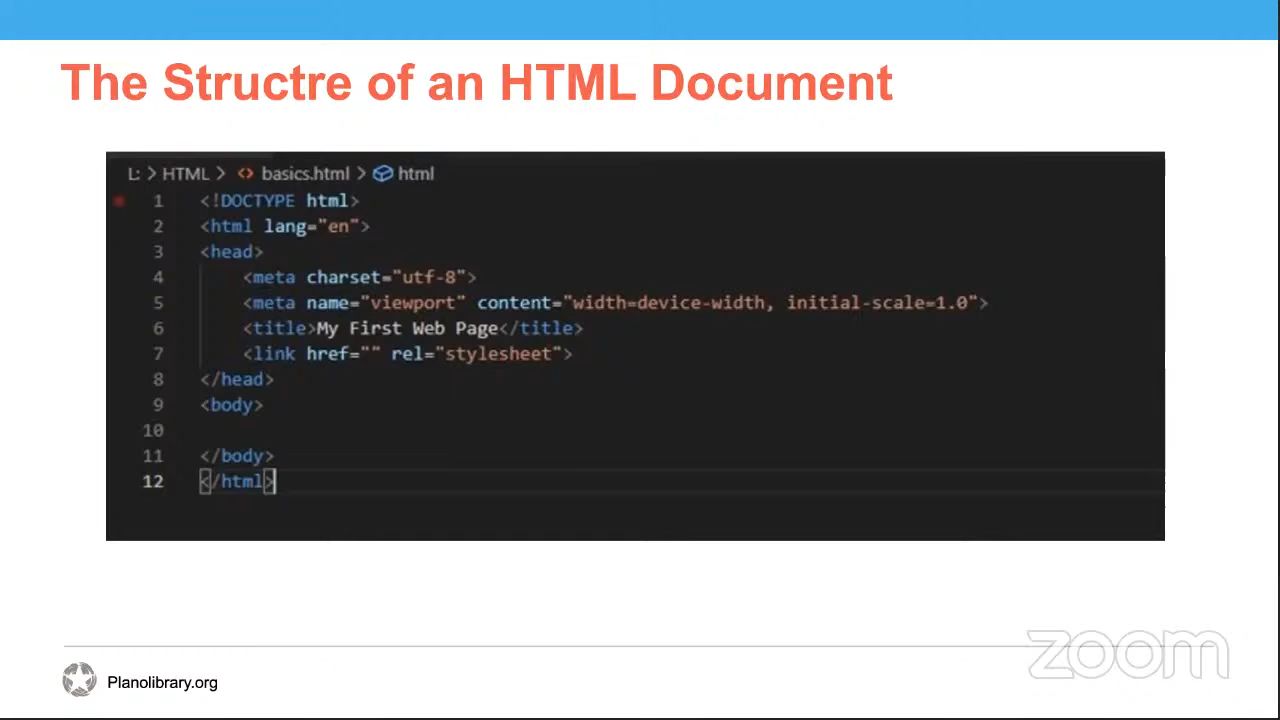 The Structre of an HTML Document
L: > HTML > <> basics.html > html
1 <!DOCTYPE html>
2 <html lang="en">
3 <head>
4 <meta charset="utf-8">
5 <meta name="viewport" content="width=device-width, initial-scale=1.0">
6 <title>My First Web Page</title>
7 <link href="" rel="stylesheet">
8 </head>
9 <body>
10
11 </body>
12 </html>
zoom
Planolibrary.org